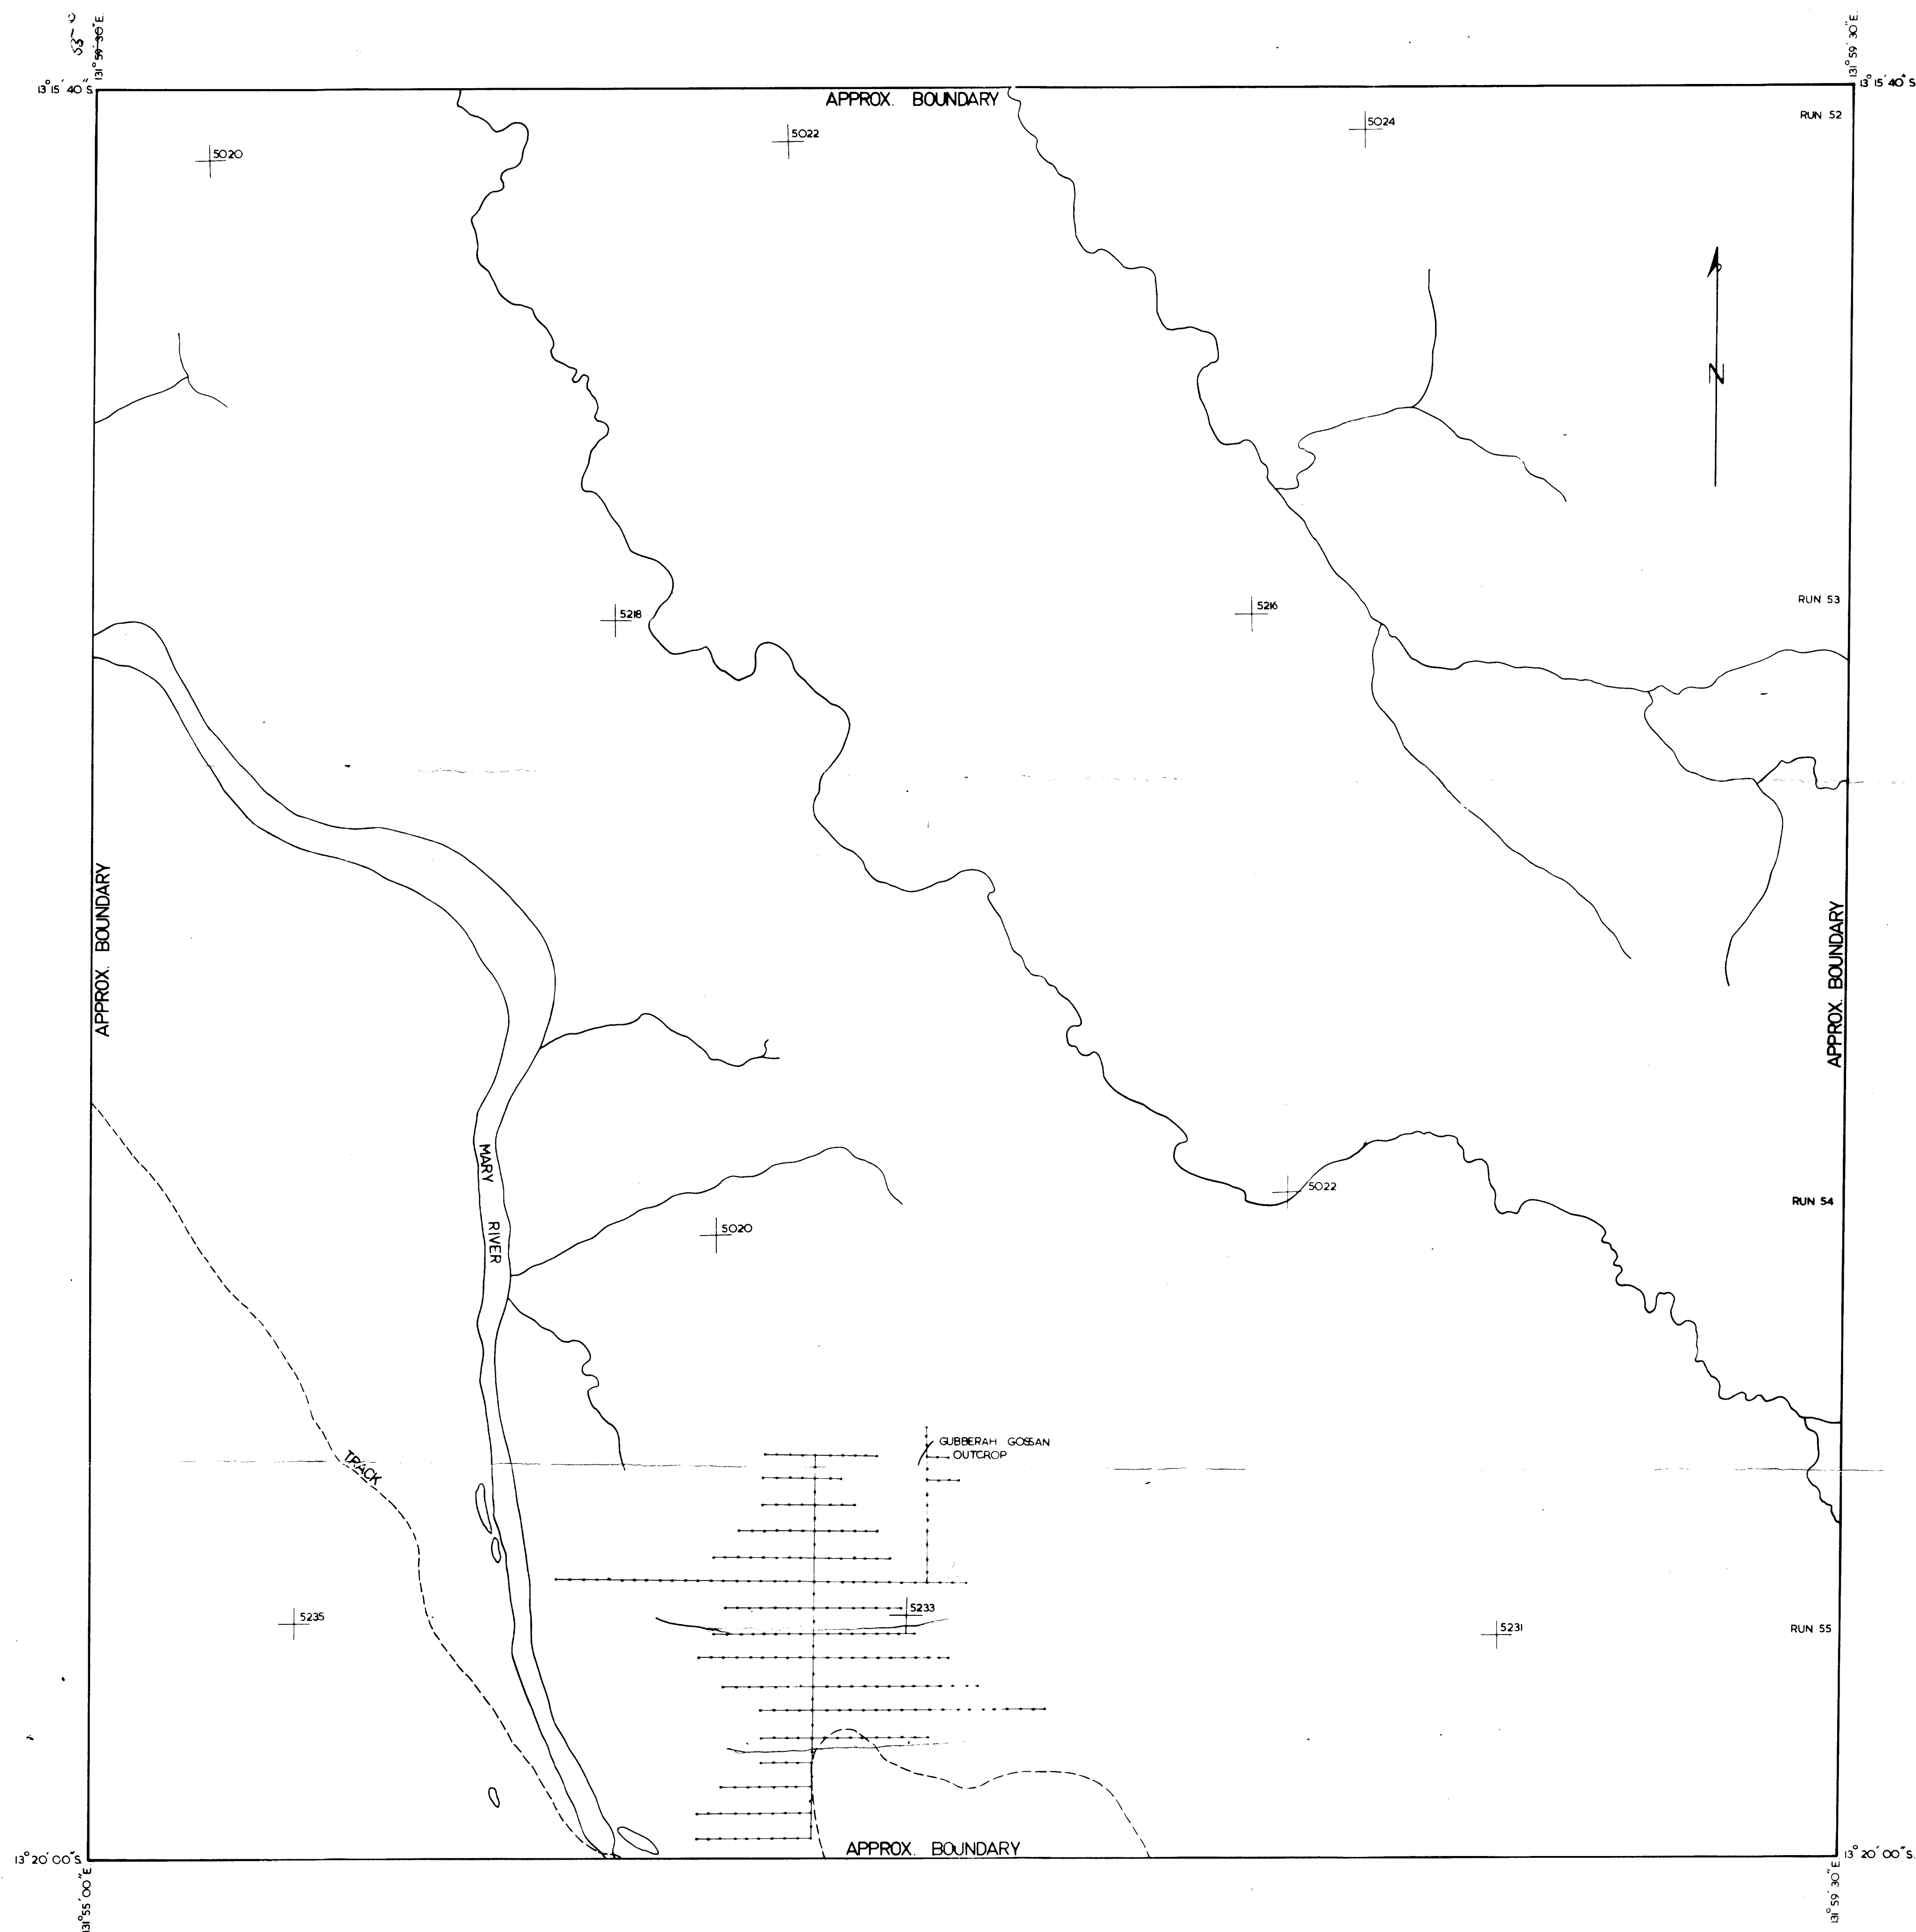 131° 59' 30" E.
131° 59' 30" E.
13° 15' 40" S.
13° 15' 40" S
APPROX. BOUNDARY
RUN 52
5020
5022
5024
N
5218
5216
RUN 53
APPROX. BOUNDARY
APPROX. BOUNDARY
MARY
RIVER
5020
5022
RUN 54
GUBBERAH GOSSAN
OUTCROP
TRACK
5235
5233
5231
RUN 55
APPROX. BOUNDARY
13° 20' 00" S.
13° 20' 00" S.
131° 55' 00" E
131° 59' 30" E.